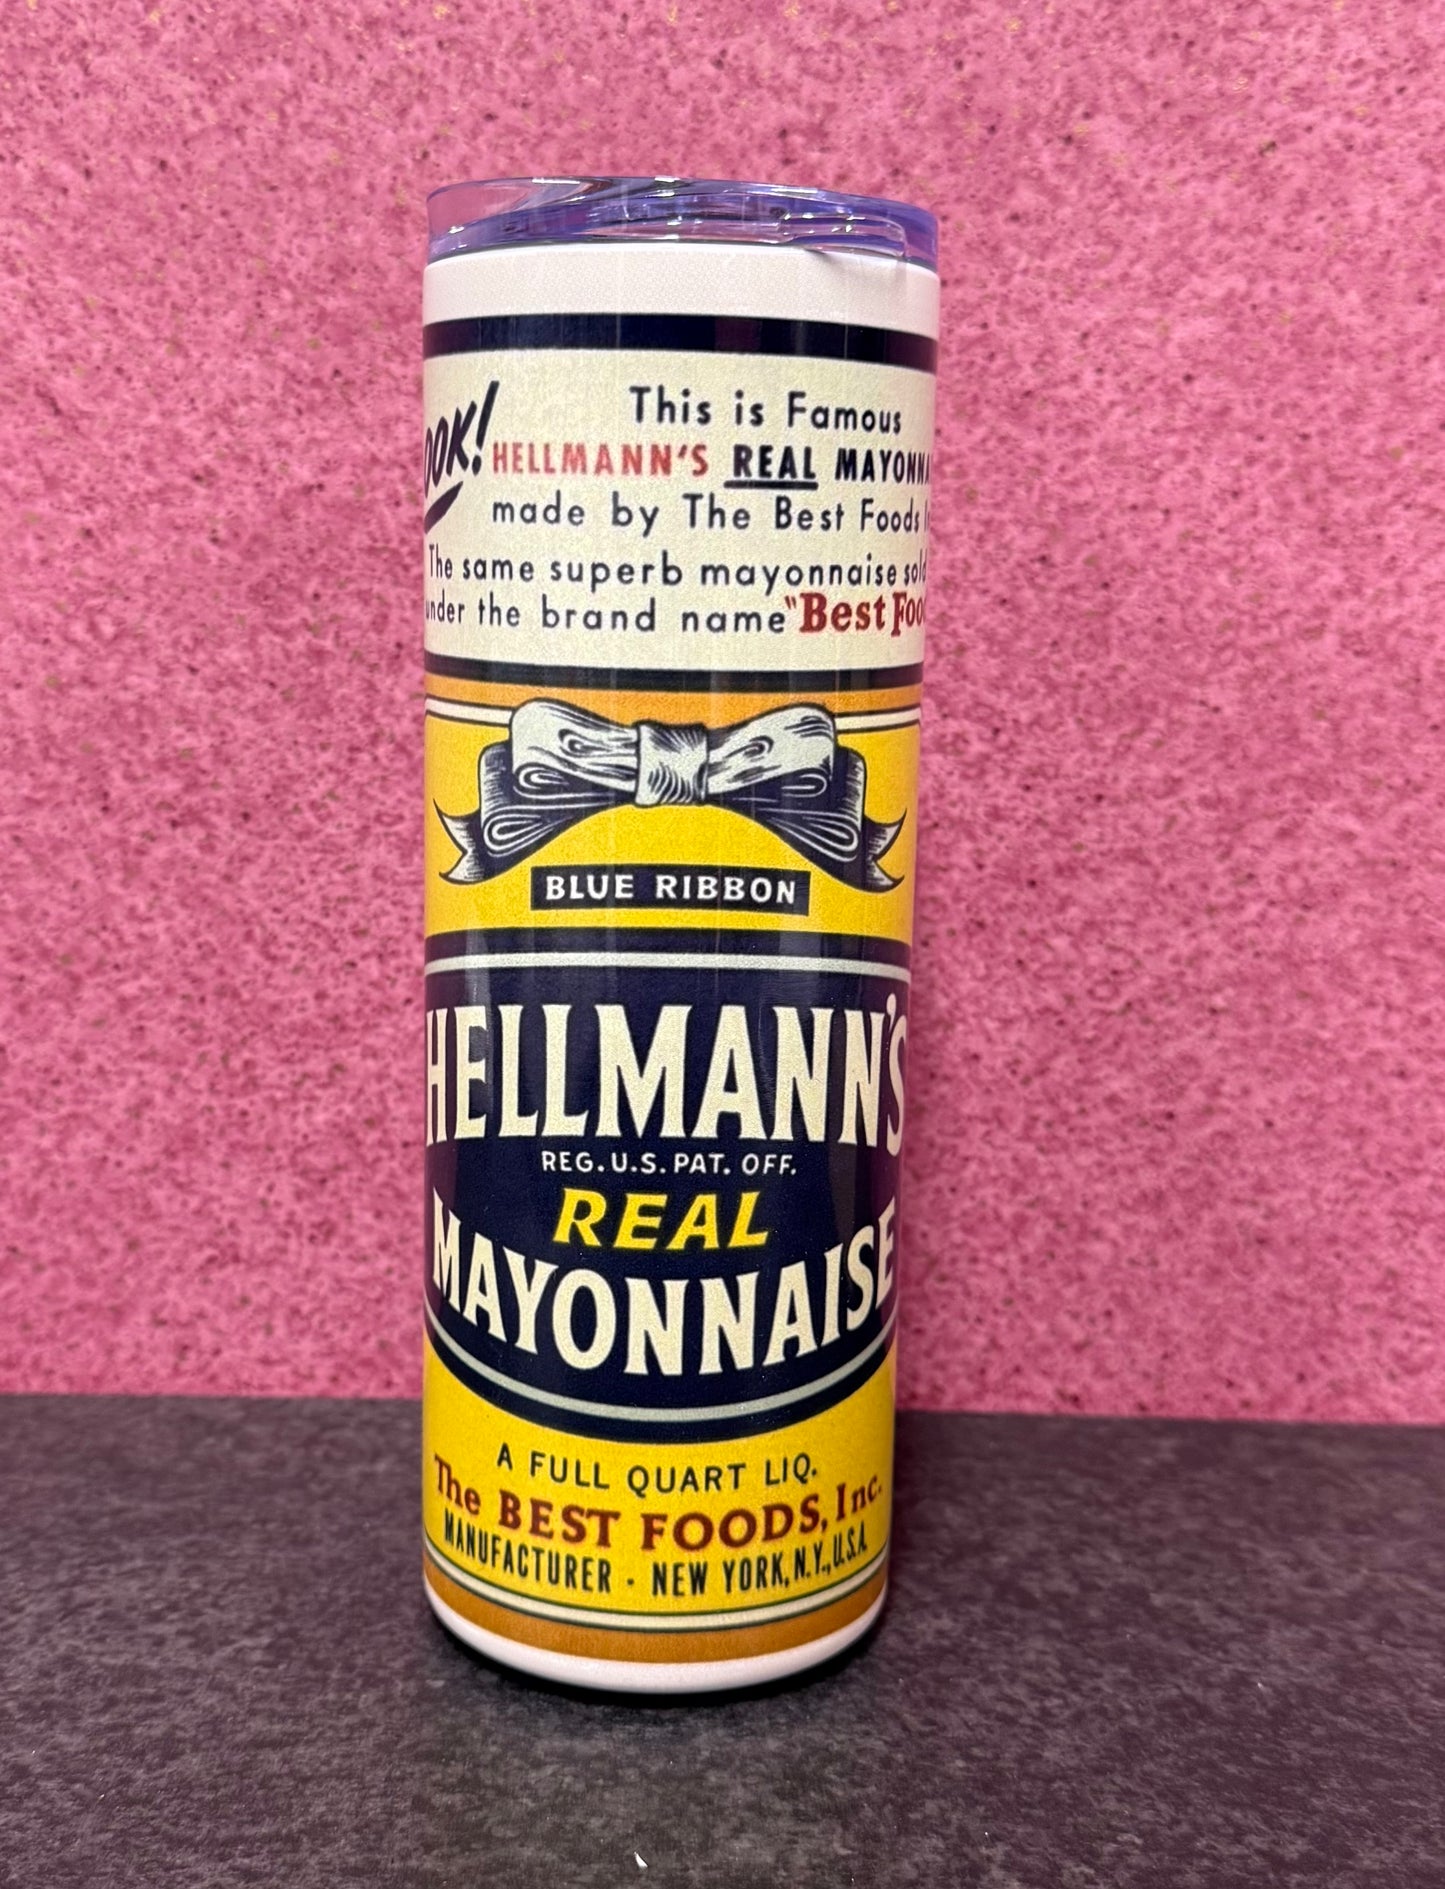 This is Famous
OOK! HELLMANN'S REAL MAYONNA
made by The Best Foods
The same superb mayonnaise sold
under the brand name "Best Foo
BLUE RIBBON
HELLMANN'S
REG. U.S. PAT. OFF.
REAL
MAYONNAISE
A FULL QUART LIQ.
The BEST FOODS, Inc.
MANUFACTURER - NEW YORK, N.Y., U.S.A.